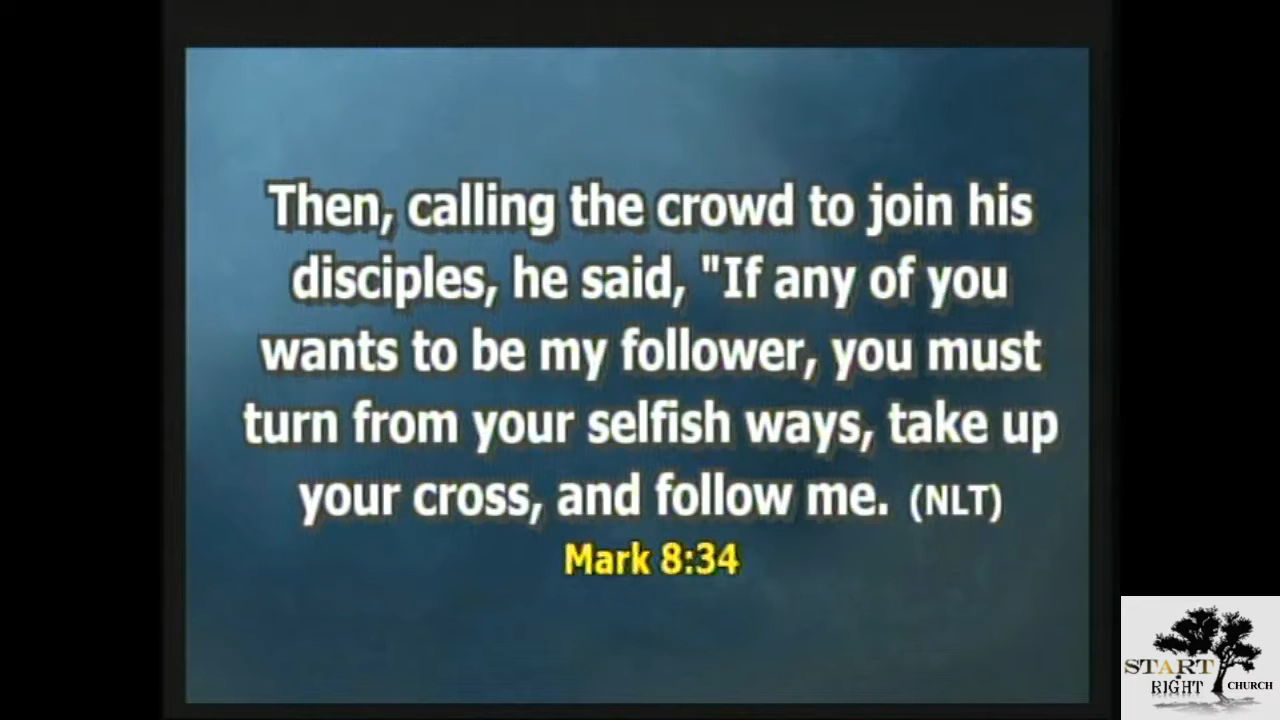 Then, calling the crowd to join his
disciples, he said, "If any of you
wants to be my follower, you must
turn from your selfish ways, take up
your cross, and follow me. (NLT)
Mark 8:34
START
RIGHT CHURCH